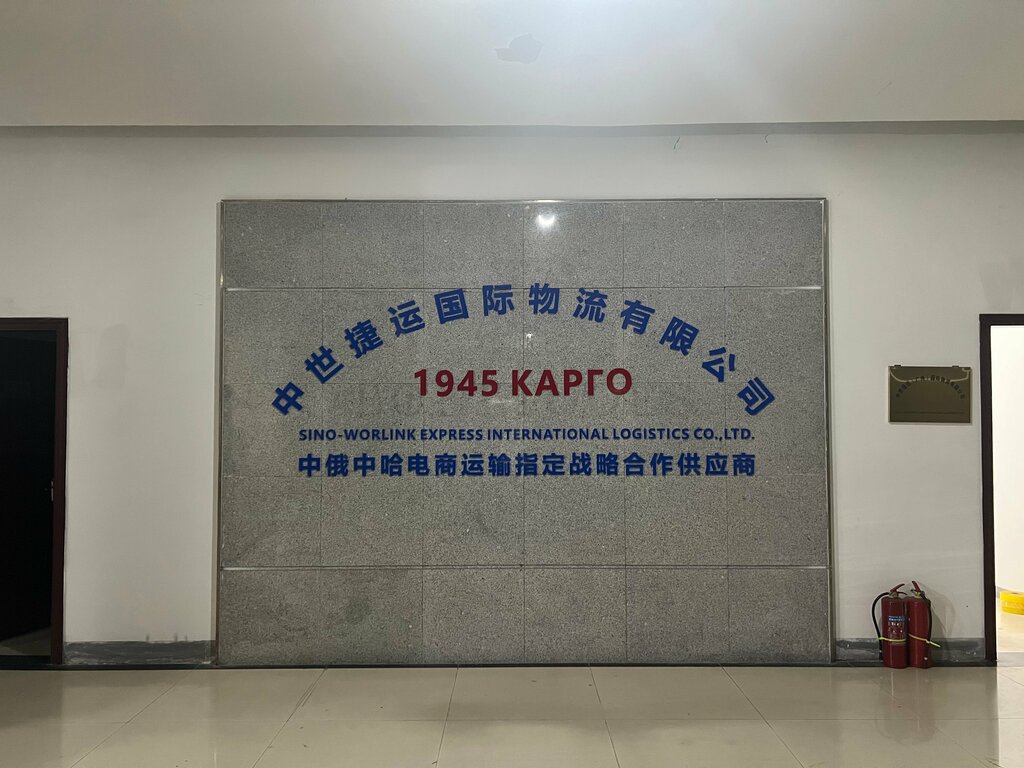 中世捷运国际物流有限公司
1945 КАРГО
SINO-WORLINK EXPRESS INTERNATIONAL LOGISTICS CO.,LTD.
中俄中哈电商运输指定战略合作供应商